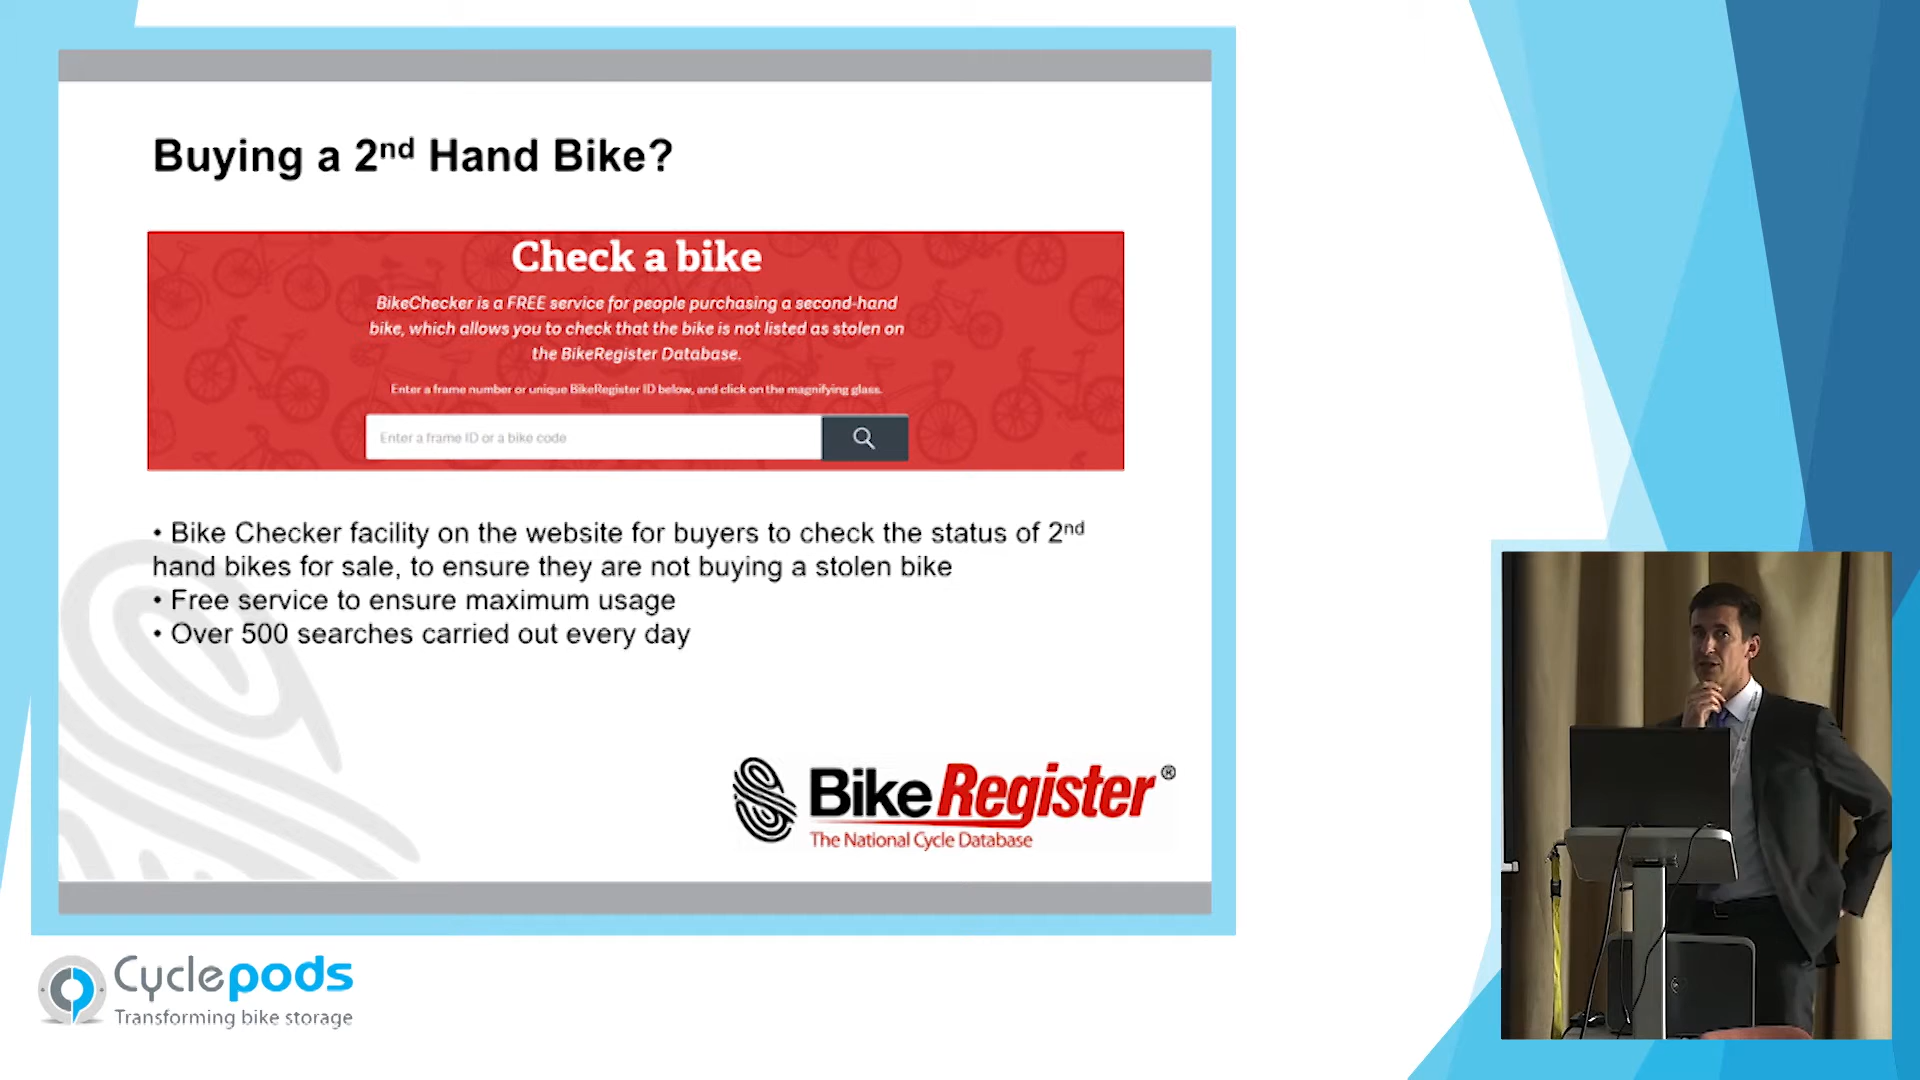 Buying a 2nd Hand Bike?
Check a bike
BikeChecker is a FREE service for people purchasing a second-hand
bike, which allows you to check that the bike is not listed as stolen on
the BikeRegister Database.
Enter a frame number or unique BikeRegister ID below, and click on the magnifying glass.
Enter a frame ID or a bike code
• Bike Checker facility on the website for buyers to check the status of 2nd
hand bikes for sale, to ensure they are not buying a stolen bike
• Free service to ensure maximum usage
• Over 500 searches carried out every day
BikeRegister®
The National Cycle Database
Cyclepods
Transforming bike storage